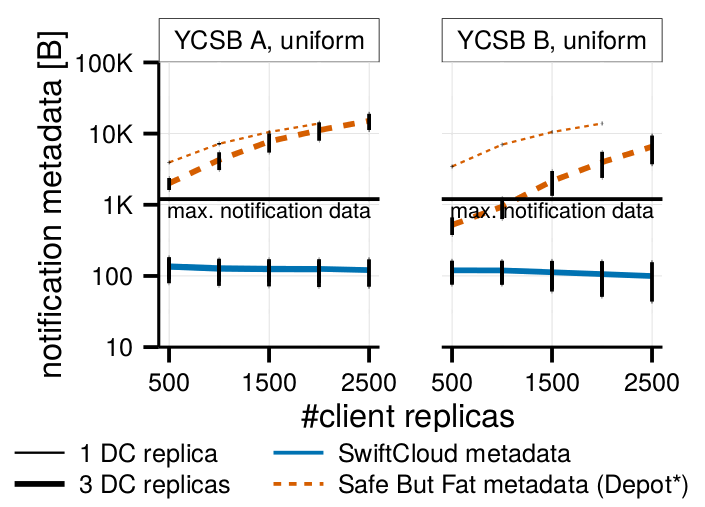 YCSB A, uniform
YCSB B, uniform
notification metadata [B]
100K
10K
1K
100
10
max. notification data
max. notification data
500
1500
2500
500
1500
2500
#client replicas
1 DC replica
SwiftCloud metadata
3 DC replicas
Safe But Fat metadata (Depot*)